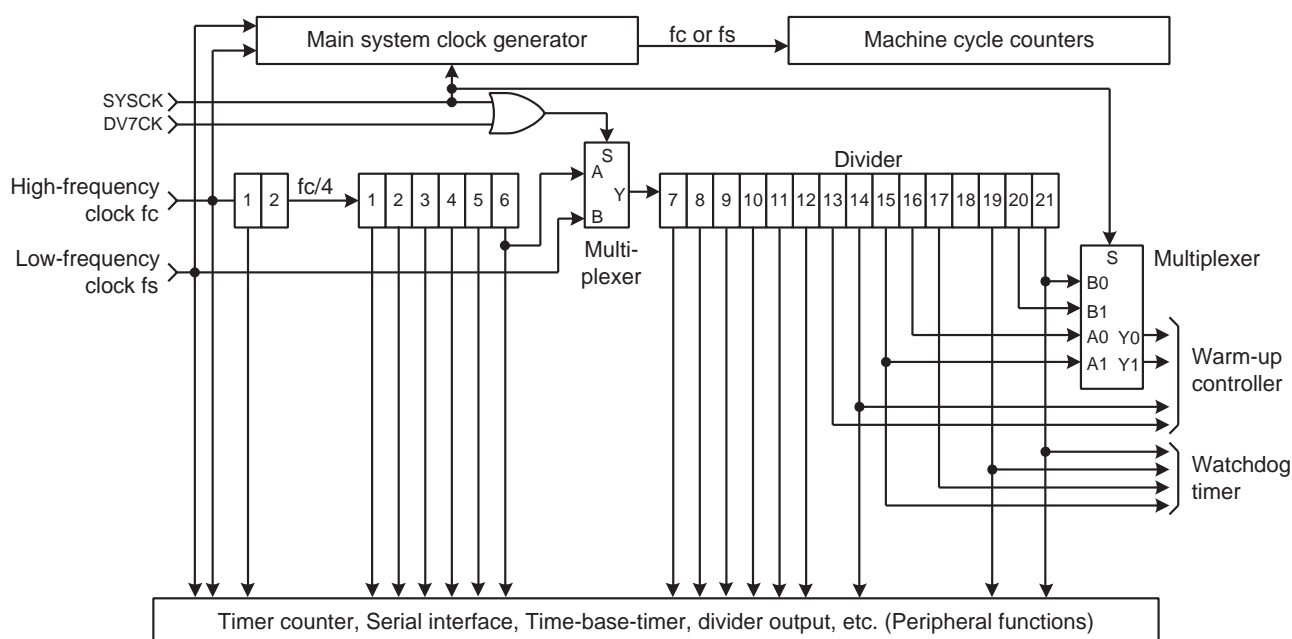 Main system clock generator
fc or fs
Machine cycle counters
SYSCK
DV7CK
High-frequency
clock fc
Low-frequency
clock fs
1 2
fc/4
1 2 3 4 5 6
S
A
B
Y
Multi-
plexer
Divider
7 8 9 10 11 12 13 14 15 16 17 18 19 20 21
S
B0
B1
A0 Y0
A1 Y1
Multiplexer
Warm-up
controller
Watchdog
timer
Timer counter, Serial interface, Time-base-timer, divider output, etc. (Peripheral functions)